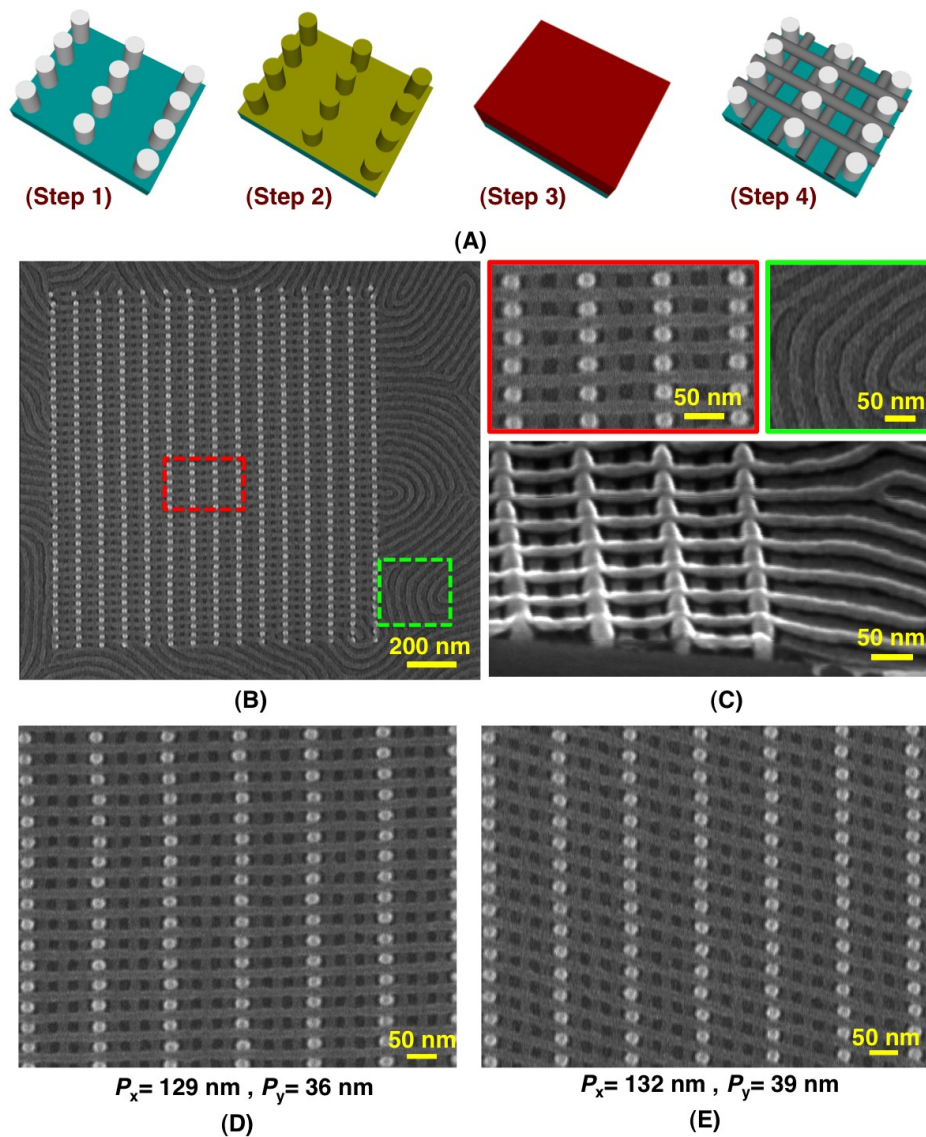 (Step 1)
(Step 2)
(Step 3)
(Step 4)
(A)
200 nm
50 nm
50 nm
50 nm
(B)
(C)
50 nm
50 nm
Px= 129 nm , Py= 36 nm
Px= 132 nm , Py= 39 nm
(D)
(E)